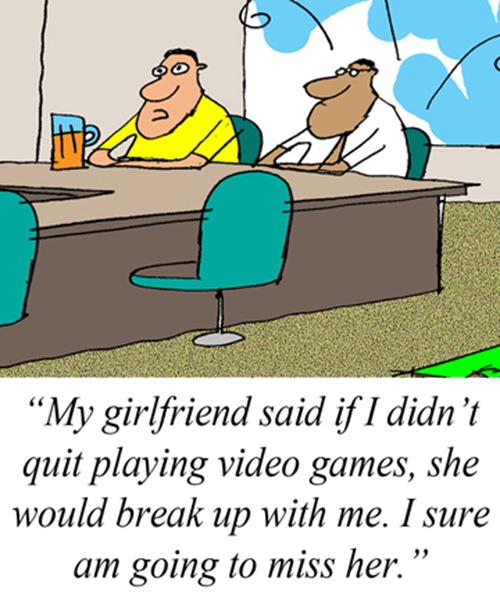 “My girlfriend said if I didn’t
quit playing video games, she
would break up with me. I sure
am going to miss her.”